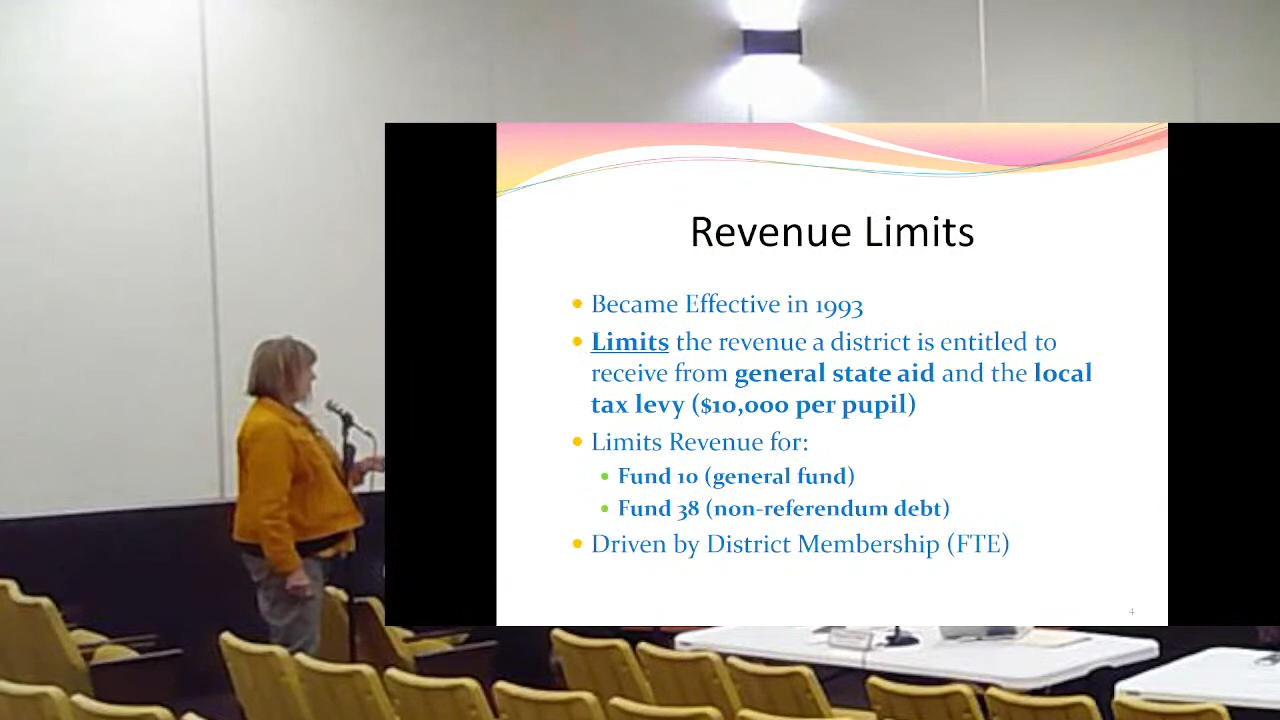 Revenue Limits
Became Effective in 1993
Limits the revenue a district is entitled to
receive from general state aid and the local
tax levy ($10,000 per pupil)
Limits Revenue for:
Fund 10 (general fund)
Fund 38 (non-referendum debt)
Driven by District Membership (FTE)
4